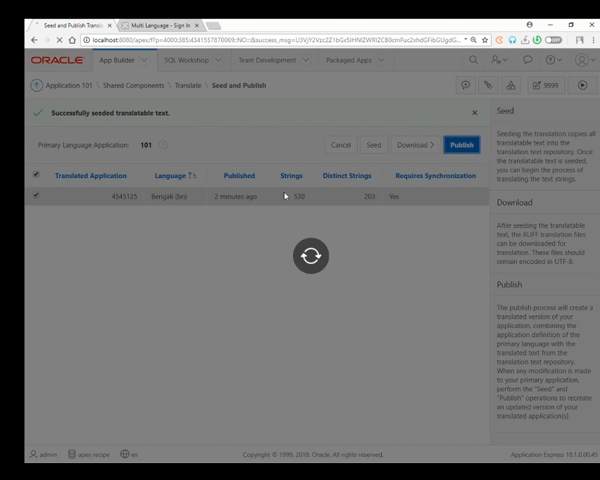 Seed and Publish Transla
Multi Language - Sign In
localhost:8080/apex/f?p=4000:585:4341557870069::NO:::&success_msg=
ORACLE
App Builder
SQL Workshop
Team Development
Packaged Apps
Application 101
Shared Components
Translate
Seed and Publish
9999
Successfully seeded translatable text.
Primary Language Application: 101
Cancel
Seed
Download
Publish
Translated Application
Language
Published
Strings
Distinct Strings
Requires Synchronization
4545125
Bengali (bn)
2 minutes ago
530
203
Yes
Seed
Seeding the translation copies all
translatable text into the
translation text repository. Once
the translatable text is seeded,
you can begin the process of
translating the text strings.
Download
After seeding the translatable
text, the XLIFF translation files
can be downloaded for
translation. These files should
remain encoded in UTF-8.
Publish
The publish process will create a
translated version of your
application, combining the
application definition of the
primary language with the
translated text from the
translation text repository.
When any modification is made
to your primary application,
perform the "Seed" and
"Publish" operations to recreate
an updated version of your
translated application(s).
admin
apex recipe
en
Copyright © 1999, 2018, Oracle. All rights reserved.
Application Express 18.1.0.00.45